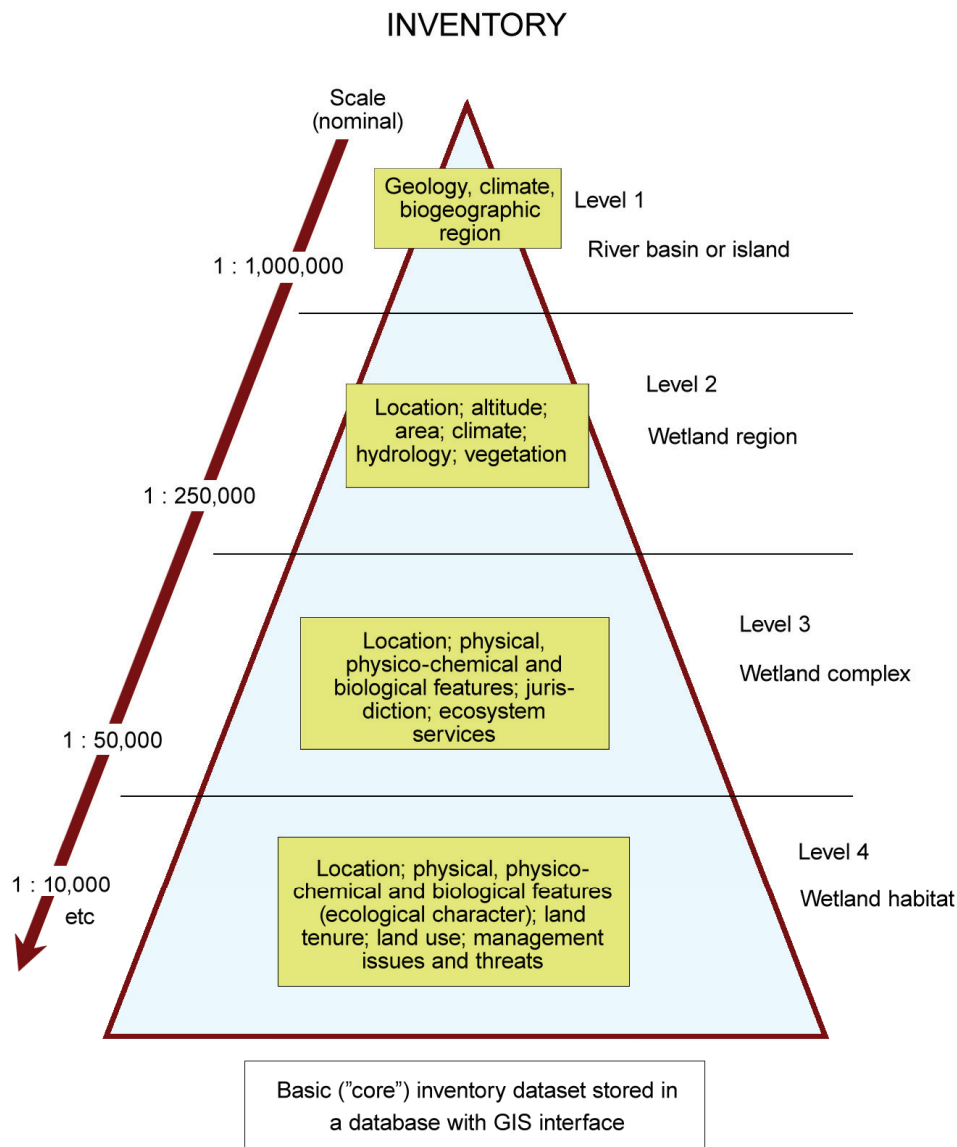 INVENTORY
Scale
(nominal)
Geology, climate,
biogeographic
region
Level 1
River basin or island
1 : 1,000,000
Level 2
Wetland region
Location; altitude;
area; climate;
hydrology; vegetation
1 : 250,000
Level 3
Wetland complex
Location; physical,
physico-chemical and
biological features; juris-
diction; ecosystem
services
1 : 50,000
Level 4
Wetland habitat
Location; physical, physico-
chemical and biological features
(ecological character); land
tenure; land use; management
issues and threats
1 : 10,000
etc
Basic (”core”) inventory dataset stored in
a database with GIS interface